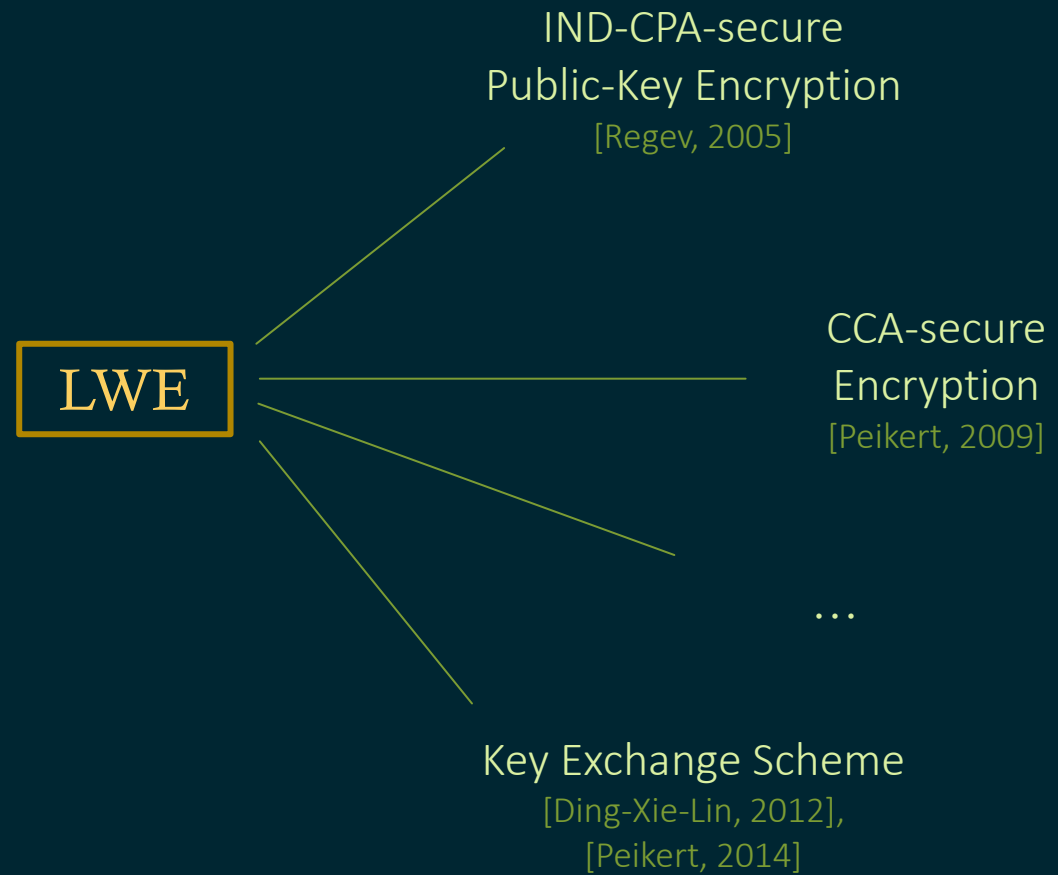 IND-CPA-secure
Public-Key Encryption
[Regev, 2005]
LWE
CCA-secure
Encryption
[Peikert, 2009]
...
Key Exchange Scheme
[Ding-Xie-Lin, 2012],
[Peikert, 2014]